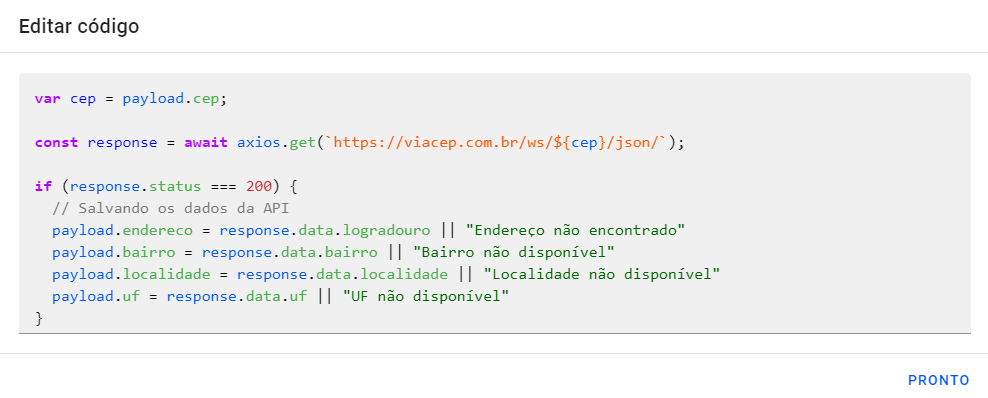 Editar código
var cep = payload.cep;
const response = await axios.get(`https://viacep.com.br/ws/${cep}/json/`);
if (response.status === 200) {
// Salvando os dados da API
payload.endereco = response.data.logradouro || "Endereço não encontrado"
payload.bairro = response.data.bairro || "Bairro não disponível"
payload.localidade = response.data.localidade || "Localidade não disponível"
payload.uf = response.data.uf || "UF não disponível"
}
PRONTO